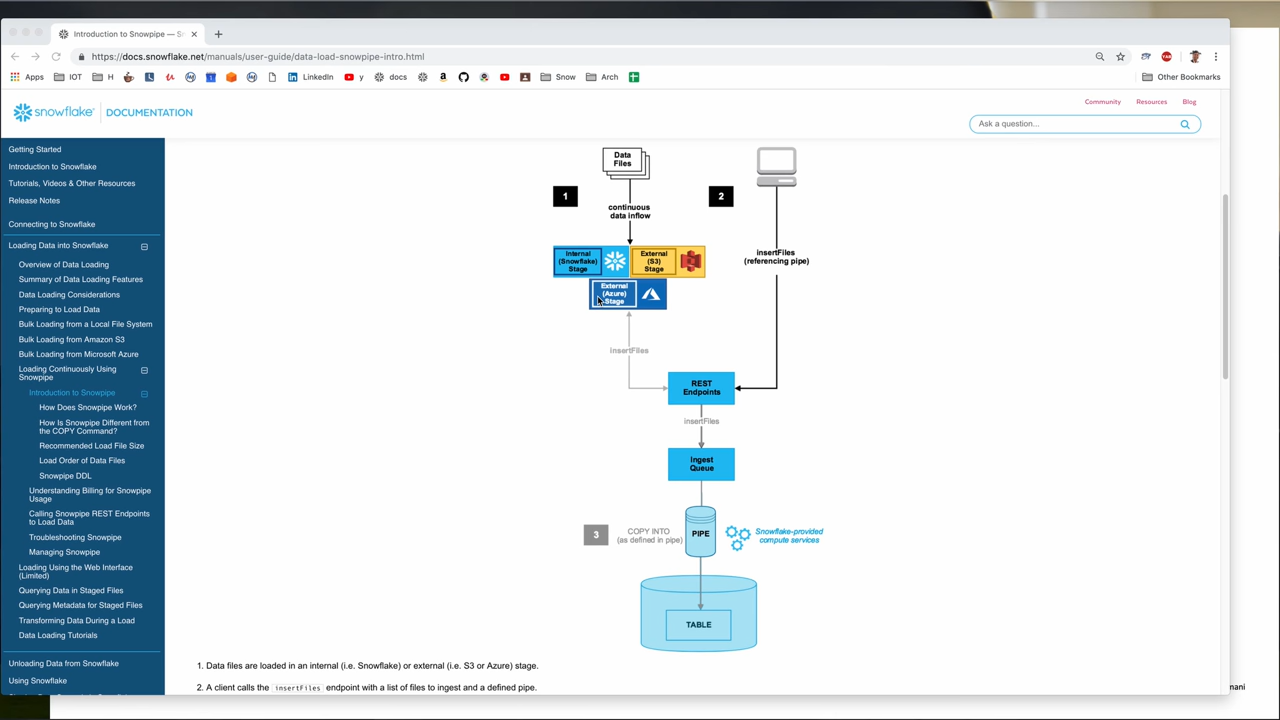 Introduction to Snowpipe — S
https://docs.snowflake.net/manuals/user-guide/data-load-snowpipe-intro.html
Apps
IOT
H
LinkedIn
y
docs
Snow
Arch
Other Bookmarks
snowflake
DOCUMENTATION
Community
Resources
Blog
Ask a question...
Getting Started
Introduction to Snowflake
Tutorials, Videos & Other Resources
Release Notes
Connecting to Snowflake
Loading Data into Snowflake
Overview of Data Loading
Summary of Data Loading Features
Data Loading Considerations
Preparing to Load Data
Bulk Loading from a Local File System
Bulk Loading from Amazon S3
Bulk Loading from Microsoft Azure
Loading Continuously Using
Snowpipe
Introduction to Snowpipe
How Does Snowpipe Work?
How Is Snowpipe Different from
the COPY Command?
Recommended Load File Size
Load Order of Data Files
Snowpipe DDL
Understanding Billing for Snowpipe
Usage
Calling Snowpipe REST Endpoints
to Load Data
Troubleshooting Snowpipe
Managing Snowpipe
Loading Using the Web Interface
(Limited)
Querying Data in Staged Files
Querying Metadata for Staged Files
Transforming Data During a Load
Data Loading Tutorials
Unloading Data from Snowflake
Using Snowflake
Data
Files
1
continuous
data inflow
2
Internal
(Snowflake)
Stage
External
(S3)
Stage
External
(Azure)
Stage
insertFiles
(referencing pipe)
insertFiles
REST
Endpoints
insertFiles
Ingest
Queue
3
COPY INTO
(as defined in pipe)
PIPE
Snowflake-provided
compute services
TABLE
1. Data files are loaded in an internal (i.e. Snowflake) or external (i.e. S3 or Azure) stage.
2. A client calls the insertFiles endpoint with a list of files to ingest and a defined pipe.